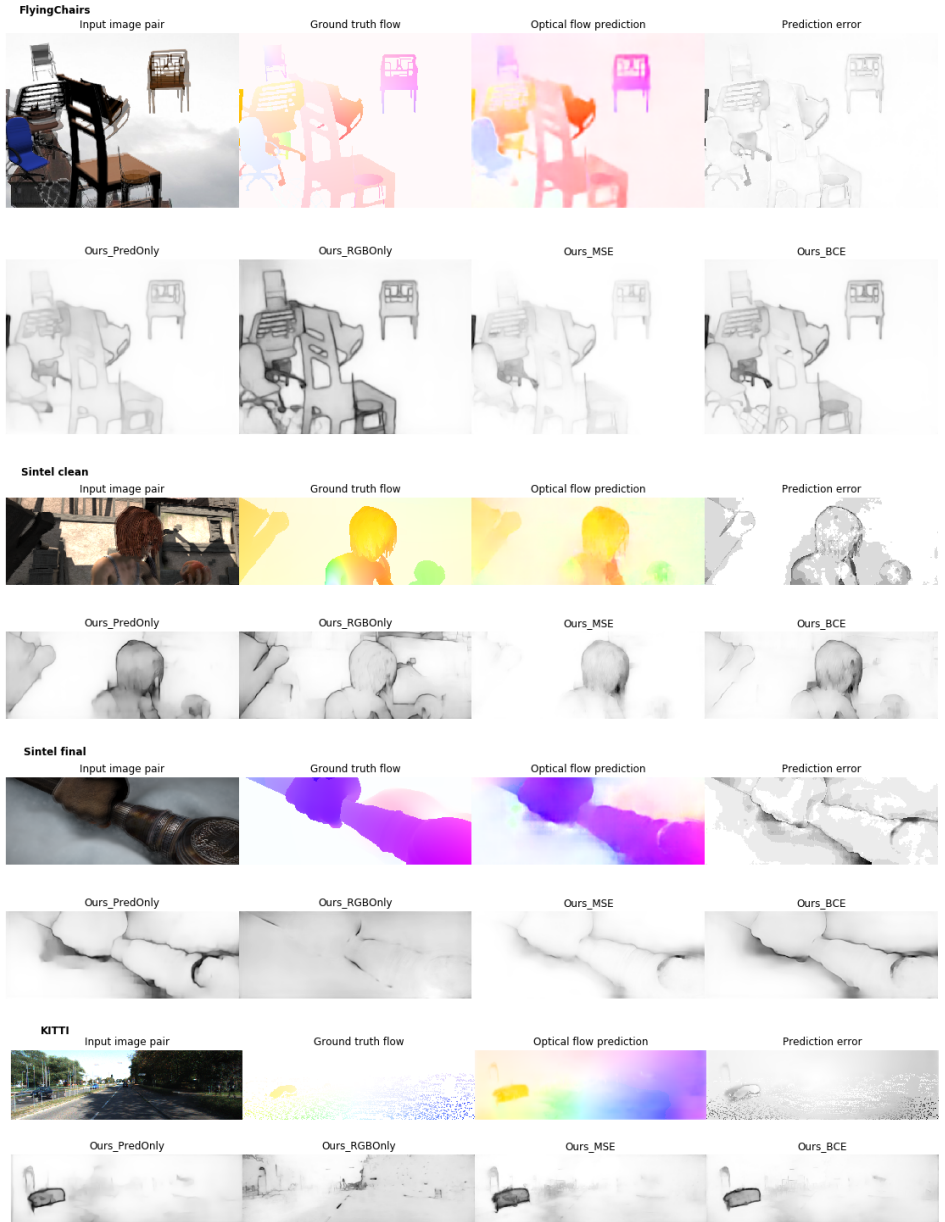 FlyingChairs
Input image pair
Ground truth flow
Optical flow prediction
Prediction error
Ours_PredOnly
Ours_RGBOnly
Ours_MSE
Ours_BCE
Sintel clean
Input image pair
Ground truth flow
Optical flow prediction
Prediction error
Ours_PredOnly
Ours_RGBOnly
Ours_MSE
Ours_BCE
Sintel final
Input image pair
Ground truth flow
Optical flow prediction
Prediction error
Ours_PredOnly
Ours_RGBOnly
Ours_MSE
Ours_BCE
KITTI
Input image pair
Ground truth flow
Optical flow prediction
Prediction error
Ours_PredOnly
Ours_RGBOnly
Ours_MSE
Ours_BCE